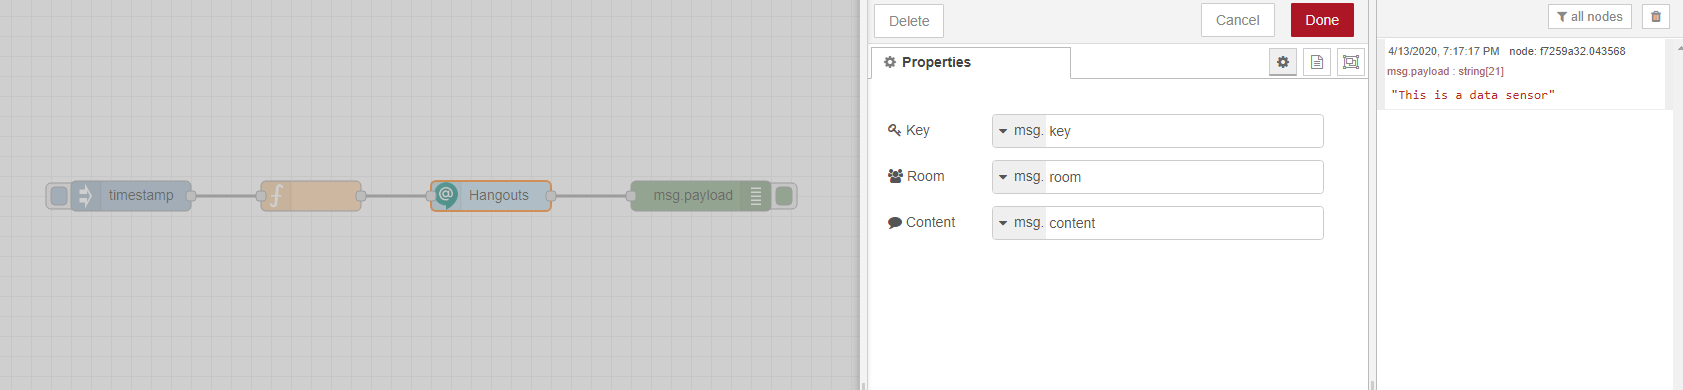 timestamp
Hangouts
msg.payload
Delete
Cancel
Done
Properties
Key
msg. key
Room
msg. room
Content
msg. content
all nodes
4/13/2020, 7:17:17 PM node: f7259a32.043568
msg.payload : string[21]
"This is a data sensor"